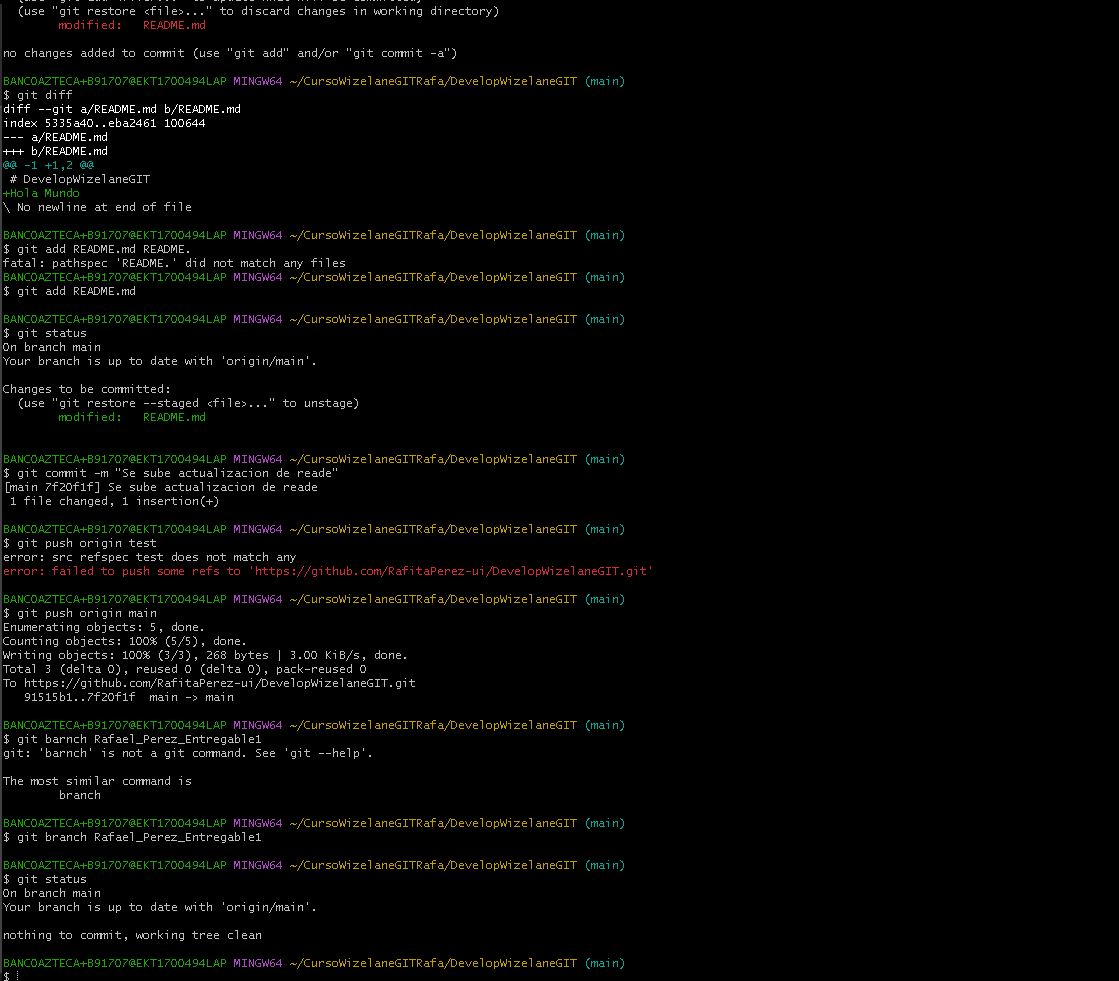 (use "git restore <file>..." to discard changes in working directory)
modified: README.md
no changes added to commit (use "git add" and/or "git commit -a")
BANCOAZTECA+B91707@EKT1700494LAP MINGW64 ~/CursoWizelaneGITRafa/DevelopWizelaneGIT (main)
$ git diff
diff --git a/README.md b/README.md
index 5335a40..eba2461 100644
--- a/README.md
+++ b/README.md
@@ -1 +1,2 @@
# DevelopWizelaneGIT
+Hola Mundo
\ No newline at end of file
BANCOAZTECA+B91707@EKT1700494LAP MINGW64 ~/CursoWizelaneGITRafa/DevelopWizelaneGIT (main)
$ git add README.md README.
fatal: pathspec 'README.' did not match any files
BANCOAZTECA+B91707@EKT1700494LAP MINGW64 ~/CursoWizelaneGITRafa/DevelopWizelaneGIT (main)
$ git add README.md
BANCOAZTECA+B91707@EKT1700494LAP MINGW64 ~/CursoWizelaneGITRafa/DevelopWizelaneGIT (main)
$ git status
On branch main
Your branch is up to date with 'origin/main'.
Changes to be committed:
(use "git restore --staged <file>..." to unstage)
modified: README.md
BANCOAZTECA+B91707@EKT1700494LAP MINGW64 ~/CursoWizelaneGITRafa/DevelopWizelaneGIT (main)
$ git commit -m "Se sube actualizacion de reade"
[main 7f20f1f] Se sube actualizacion de reade
1 file changed, 1 insertion(+)
BANCOAZTECA+B91707@EKT1700494LAP MINGW64 ~/CursoWizelaneGITRafa/DevelopWizelaneGIT (main)
$ git push origin test
error: src refspec test does not match any
error: failed to push some refs to 'https://github.com/RafitaPerez-ui/DevelopWizelaneGIT.git'
BANCOAZTECA+B91707@EKT1700494LAP MINGW64 ~/CursoWizelaneGITRafa/DevelopWizelaneGIT (main)
$ git push origin main
Enumerating objects: 5, done.
Counting objects: 100% (5/5), done.
Writing objects: 100% (3/3), 268 bytes | 3.00 KiB/s, done.
Total 3 (delta 0), reused 0 (delta 0), pack-reused 0
To https://github.com/RafitaPerez-ui/DevelopWizelaneGIT.git
91515b1..7f20f1f main -> main
BANCOAZTECA+B91707@EKT1700494LAP MINGW64 ~/CursoWizelaneGITRafa/DevelopWizelaneGIT (main)
$ git barnch Rafael_Perez_Entregable1
git: 'barnch' is not a git command. See 'git --help'.
The most similar command is
branch
BANCOAZTECA+B91707@EKT1700494LAP MINGW64 ~/CursoWizelaneGITRafa/DevelopWizelaneGIT (main)
$ git branch Rafael_Perez_Entregable1
BANCOAZTECA+B91707@EKT1700494LAP MINGW64 ~/CursoWizelaneGITRafa/DevelopWizelaneGIT (main)
$ git status
On branch main
Your branch is up to date with 'origin/main'.
nothing to commit, working tree clean
BANCOAZTECA+B91707@EKT1700494LAP MINGW64 ~/CursoWizelaneGITRafa/DevelopWizelaneGIT (main)
$